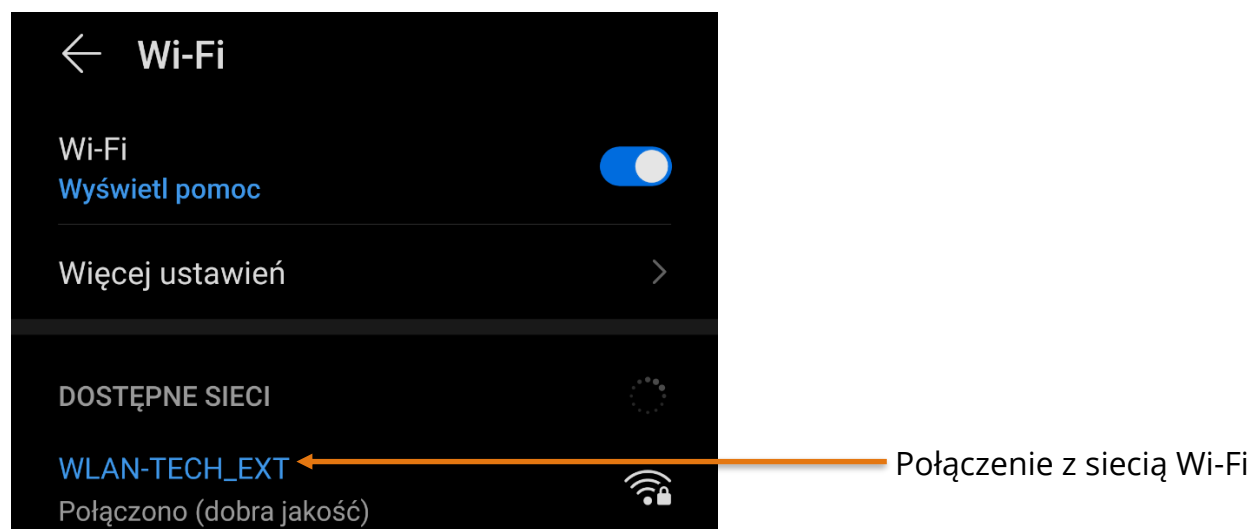 Wi-Fi
Wi-Fi
Wyświetl pomoc
Więcej ustawień
DOSTĘPNE SIECI
WLAN-TECH_EXT
Połączono (dobra jakość)
Połączenie z siecią Wi-Fi